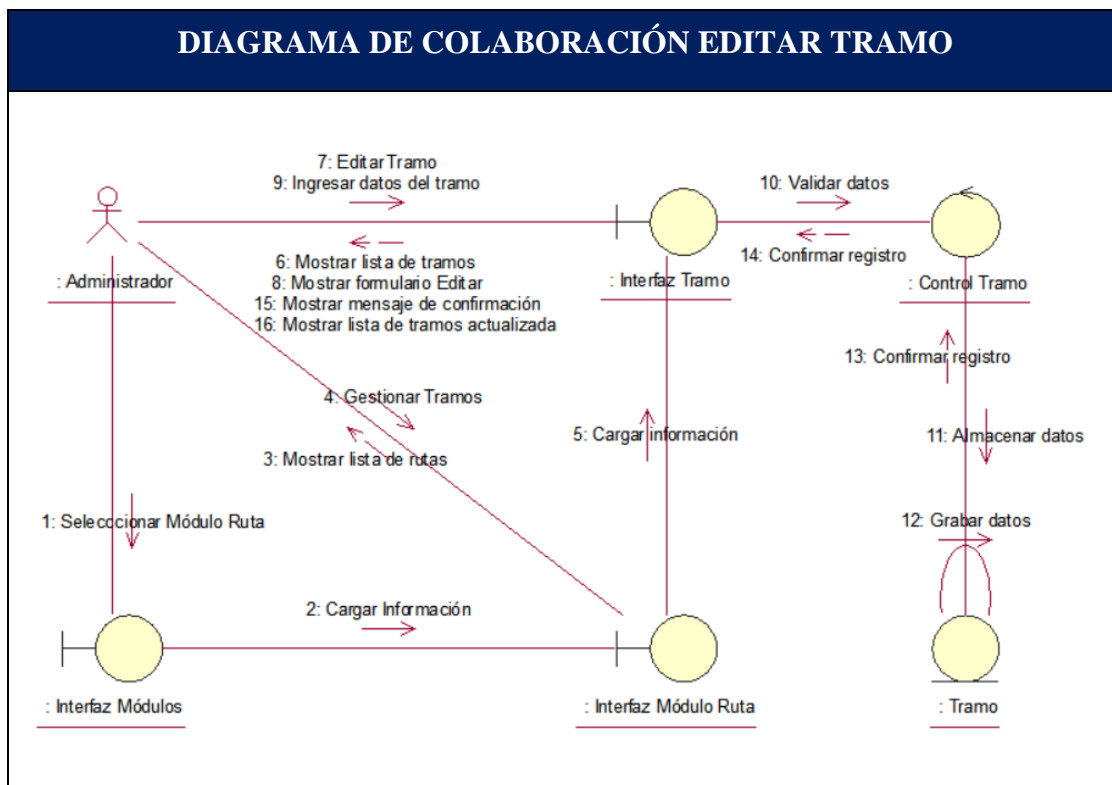 DIAGRAMA DE COLABORACIÓN EDITAR TRAMO
7: Editar Tramo
9: Ingresar datos del tramo
10: Validar datos
14: Confirmar registro
6: Mostrar lista de tramos
8: Mostrar formulario Editar
15: Mostrar mensaje de confirmación
16: Mostrar lista de tramos actualizada
: Administrador
: Interfaz Tramo
: Control Tramo
13: Confirmar registro
4: Gestionar Tramos
5: Cargar información
11: Almacenar datos
3: Mostrar lista de rutas
1: Seleccocionar Módulo Ruta
12: Grabar datos
2: Cargar Información
: Interfaz Módulos
: Interfaz Módulo Ruta
: Tramo